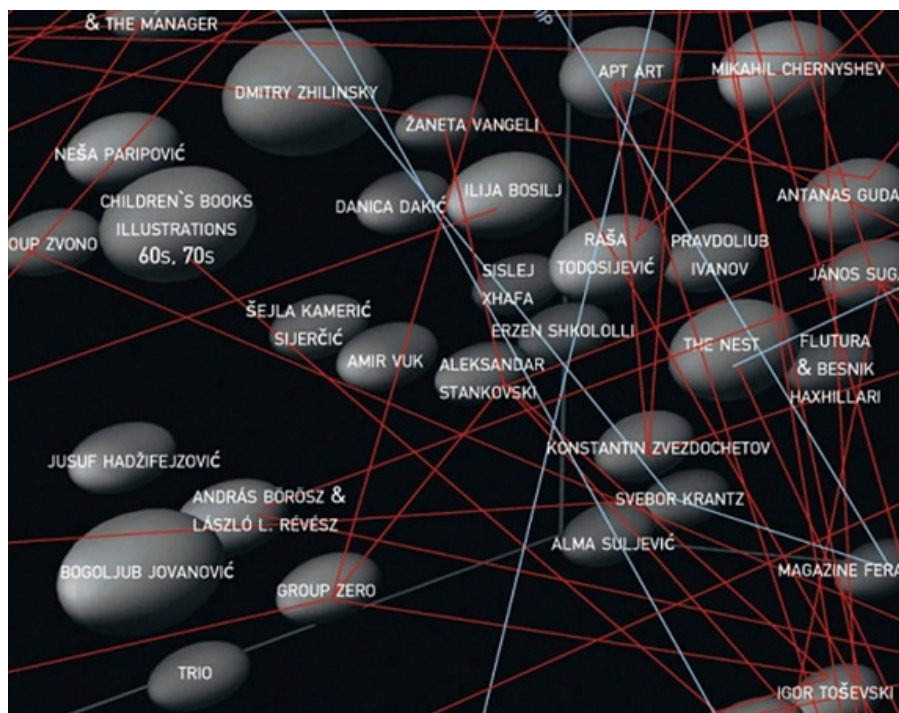 & THE MANAGER
IP
DMITRY ZHILINSKY
APT ART
MIKAHIL CHERNYSHEV
ŽANETA VANGELI
NEŠA PARIPOVIĆ
CHILDREN`S BOOKS
ILLUSTRATIONS
60S, 70S
DANICA DAKIĆ
ILIJA BOSILJ
ANTANAS GUDA
OUP ZVONO
RAŠA
TODOSIJEVIĆ
PRAVDOLIUB
IVANOV
SISLEJ
XHAFA
JÁNOS SUGÁ
ŠEJLA KAMERIĆ
SIJERČIĆ
ERZEN SHKOLOLLI
THE NEST
FLUTURA
& BESNIK
HAXHILLARI
AMIR VUK
ALEKSANDAR
STANKOVSKI
KONSTANTIN ZVEZDOCHETOV
JUSUF HADŽIFEJZOVIĆ
ANDRÁS BÖRÖSZ &
LÁSZLÓ L. RÉVÉSZ
SVEBOR KRANTZ
ALMA SULJEVIĆ
BOGOLJUB JOVANOVIĆ
GROUP ZERO
MAGAZINE FERA
TRIO
IGOR TOŠEVSKI